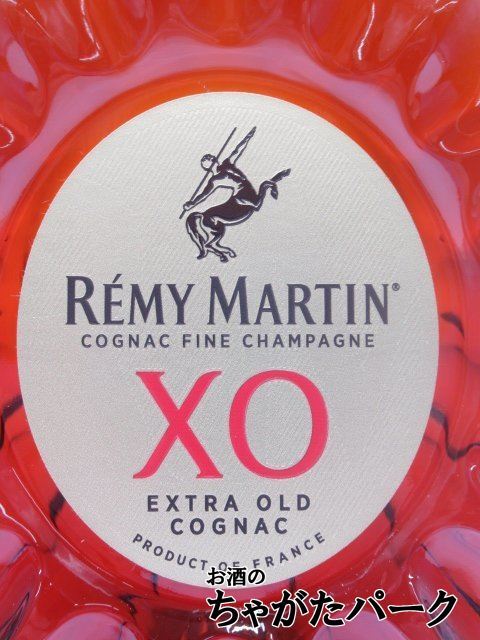 RÉMY MARTIN®
COGNAC FINE CHAMPAGNE
XO
EXTRA OLD
COGNAC
PRODUCT OF FRANCE
お酒の
ちゃがたパーク